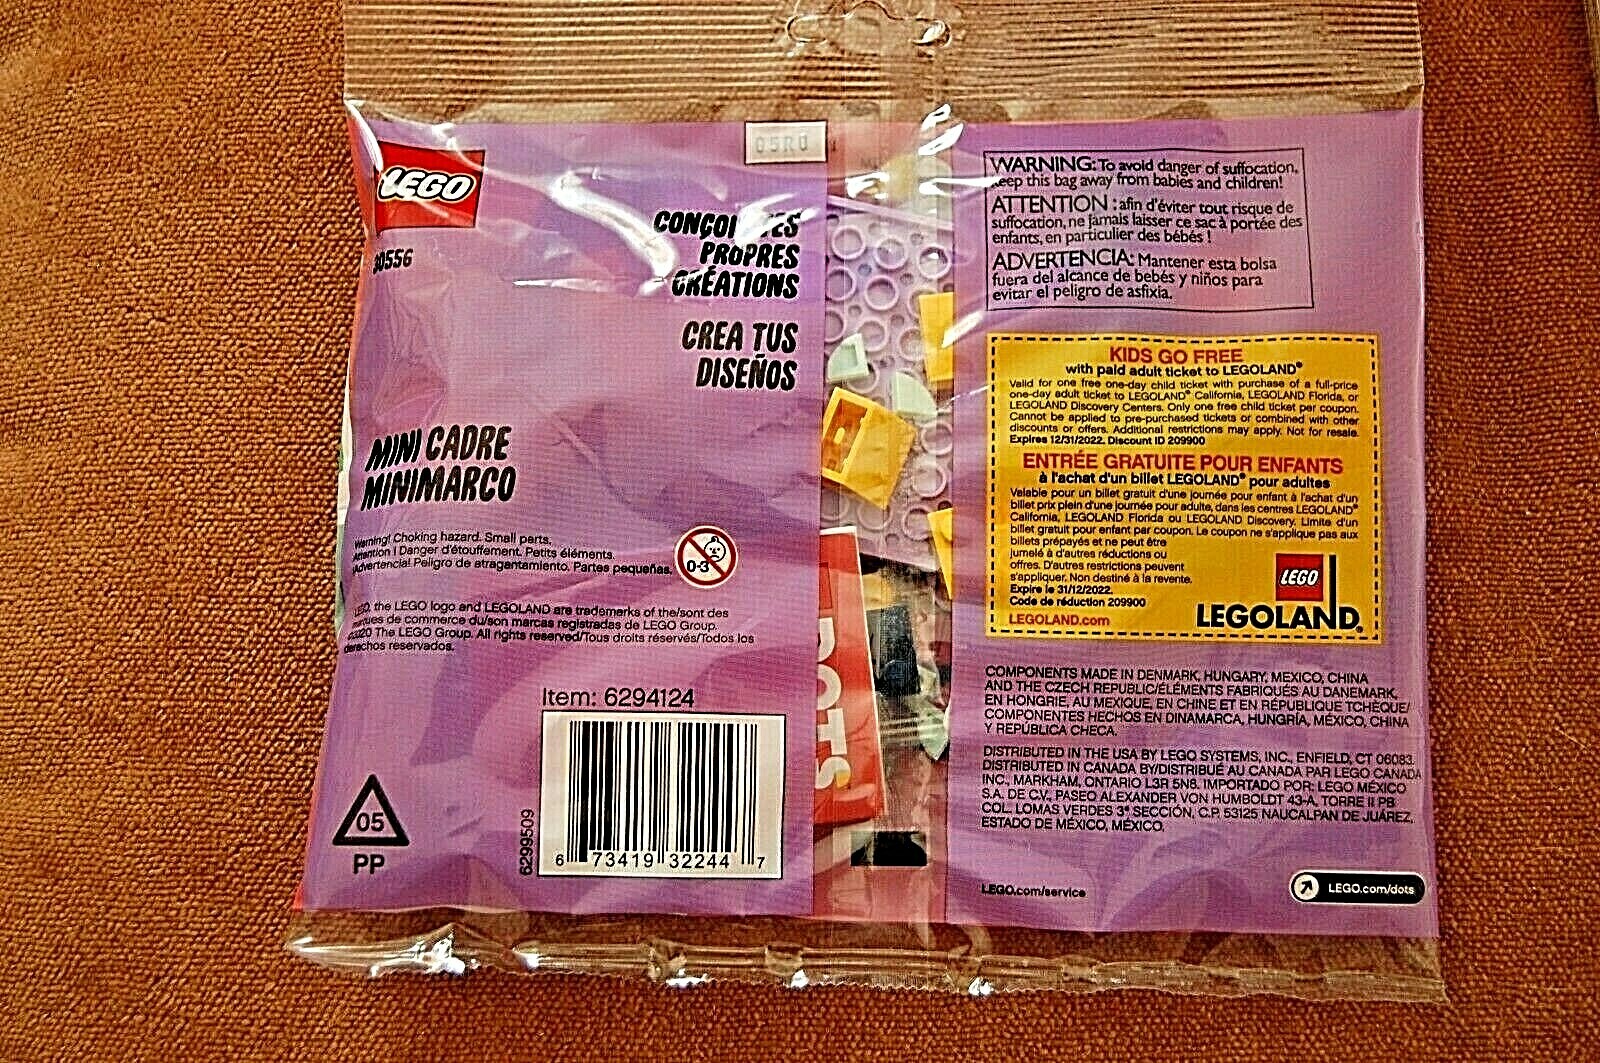 05R0
LEGO
30556
CONÇOI TES
PROPRES
CRÉATIONS
CREA TUS
DISEÑOS
MINI CADRE
MINIMARCO
Warning! Choking hazard. Small parts.
Attention ! Danger d'étouffement. Petits éléments.
¡Advertencia! Peligro de atragantamiento. Partes pequeñas.
0-3
LEGO, the LEGO logo and LEGOLAND are trademarks of the/sont des
marques de commerce du/son marcas registradas de LEGO Group.
©2020 The LEGO Group. All rights reserved/Tous droits réservés/Todos los
derechos reservados.
Item: 6294124
6299509
6 73419 32244 7
05
PP
DOTS
WARNING: To avoid danger of suffocation,
keep this bag away from babies and children!
ATTENTION : afin d'éviter tout risque de
suffocation, ne jamais laisser ce sac à portée des
enfants, en particulier des bébés !
ADVERTENCIA: Mantener esta bolsa
fuera del alcance de bebés y niños para
evitar el peligro de asfixia.
KIDS GO FREE
with paid adult ticket to LEGOLAND®
Valid for one free one-day child ticket with purchase of a full-price
one-day adult ticket to LEGOLAND® California, LEGOLAND Florida, or
LEGOLAND Discovery Centers. Only one free child ticket per coupon.
Cannot be applied to pre-purchased tickets or combined with other
discounts or offers. Additional restrictions may apply. Not for resale.
Expires 12/31/2022. Discount ID 209900
ENTRÉE GRATUITE POUR ENFANTS
à l'achat d'un billet LEGOLAND® pour adultes
Valable pour un billet gratuit d'une journée pour enfant à l'achat d'un
billet prix plein d'une journée pour adulte, dans les centres LEGOLAND®
California, LEGOLAND Florida ou LEGOLAND Discovery. Limite d'un
billet gratuit pour enfant par coupon. Le coupon ne s'applique pas aux
billets prépayés et ne peut être
jumelé à d'autres réductions ou
offres. D'autres restrictions peuvent
s'appliquer. Non destiné à la revente.
Expire le 31/12/2022.
Code de réduction 209900
LEGOLAND.com
LEGO
LEGOLAND®
COMPONENTS MADE IN DENMARK, HUNGARY, MEXICO, CHINA
AND THE CZECH REPUBLIC/ÉLÉMENTS FABRIQUÉS AU DANEMARK,
EN HONGRIE, AU MEXIQUE, EN CHINE ET EN RÉPUBLIQUE TCHÈQUE/
COMPONENTES HECHOS EN DINAMARCA, HUNGRÍA, MÉXICO, CHINA
Y REPÚBLICA CHECA.
DISTRIBUTED IN THE USA BY LEGO SYSTEMS, INC., ENFIELD, CT 06083.
DISTRIBUTED IN CANADA BY/DISTRIBUÉ AU CANADA PAR LEGO CANADA
INC., MARKHAM, ONTARIO L3R 5N8. IMPORTADO POR: LEGO MÉXICO
S.A. DE C.V., PASEO ALEXANDER VON HUMBOLDT 43-A, TORRE II PB
COL. LOMAS VERDES 3ª SECCIÓN, C.P. 53125 NAUCALPAN DE JUÁREZ,
ESTADO DE MÉXICO, MÉXICO.
LEGO.com/service
LEGO.com/dots